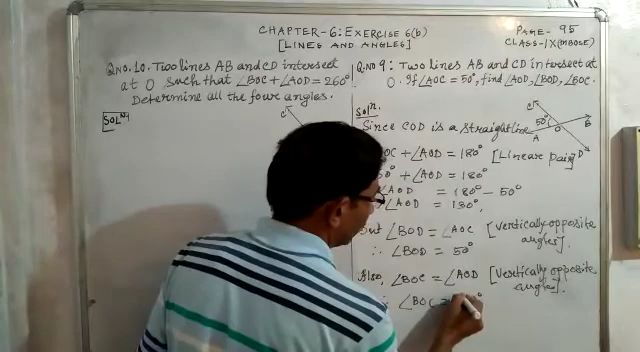 CHAPTER-6: EXERCISE 6(b)
[LINES AND ANGLES]
PAGE- 95
CLASS-IX(MBOSE)
Q.NO.10. Two lines AB and CD intersect
at O such that ∠BOC + ∠AOD = 260°.
Determine all the four angles.
SOLN
C
Q.NO 9: Two lines AB and CD intersect at
O. If ∠AOC = 50°, find ∠AOD, ∠BOD, ∠BOC.
Soln.
Since COD is a straight line
C
50°
B
A
O
D
OC + ∠AOD = 180° [Linear pair]
0° + ∠AOD = 180°
∠AOD = 180° - 50°
∠AOD = 130°,
But ∠BOD = ∠AOC [vertically opposite
angles].
∴ ∠BOD = 50°
Also, ∠BOC = ∠AOD [Vertically opposite
angles].
∠BOC =